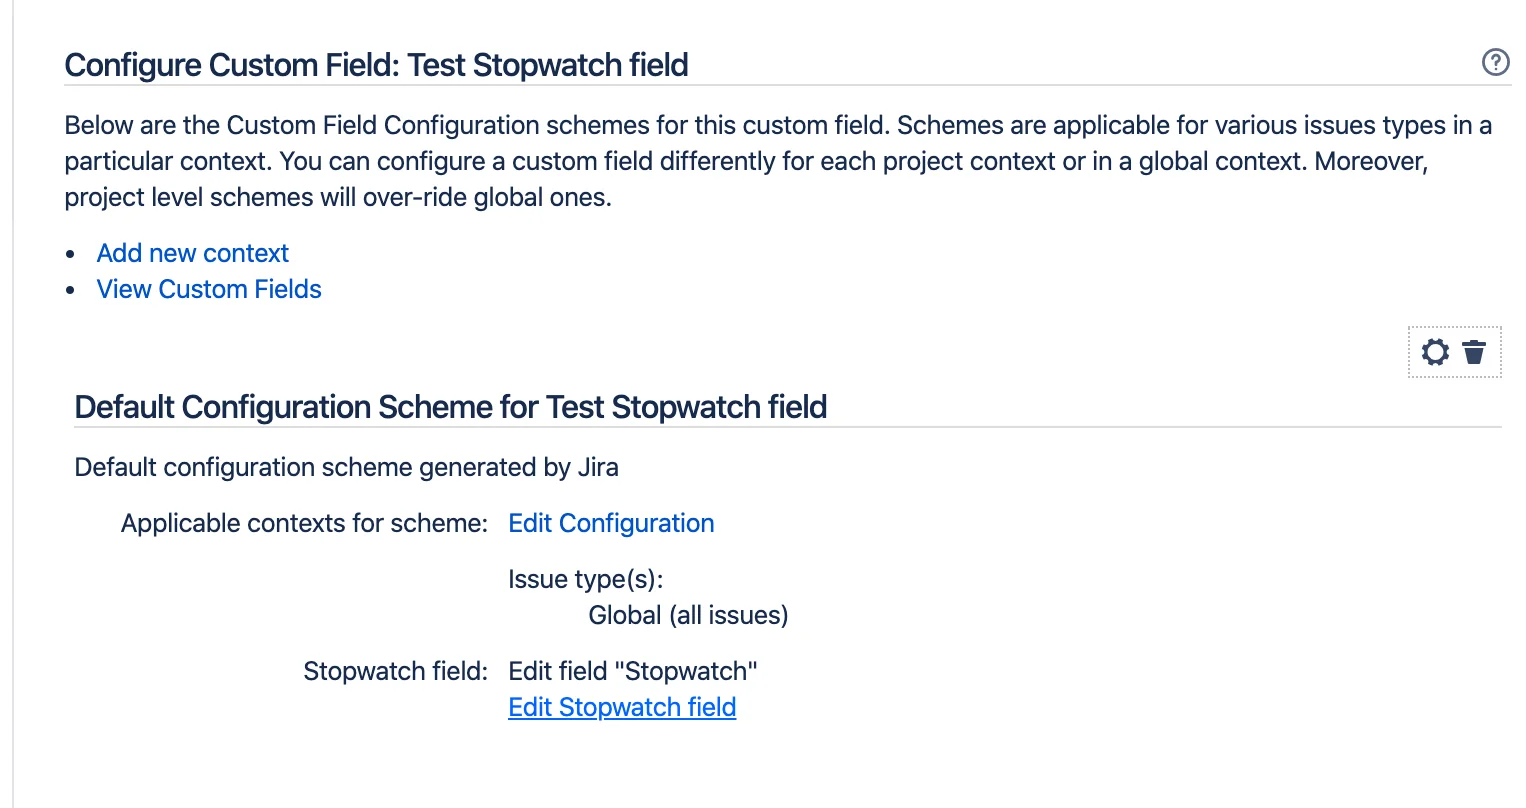 Configure Custom Field: Test Stopwatch field
Below are the Custom Field Configuration schemes for this custom field. Schemes are applicable for various issues types in a
particular context. You can configure a custom field differently for each project context or in a global context. Moreover,
project level schemes will over-ride global ones.
• Add new context
• View Custom Fields
Default Configuration Scheme for Test Stopwatch field
Default configuration scheme generated by Jira
Applicable contexts for scheme: Edit Configuration
Issue type(s):
Global (all issues)
Stopwatch field: Edit field "Stopwatch"
Edit Stopwatch field